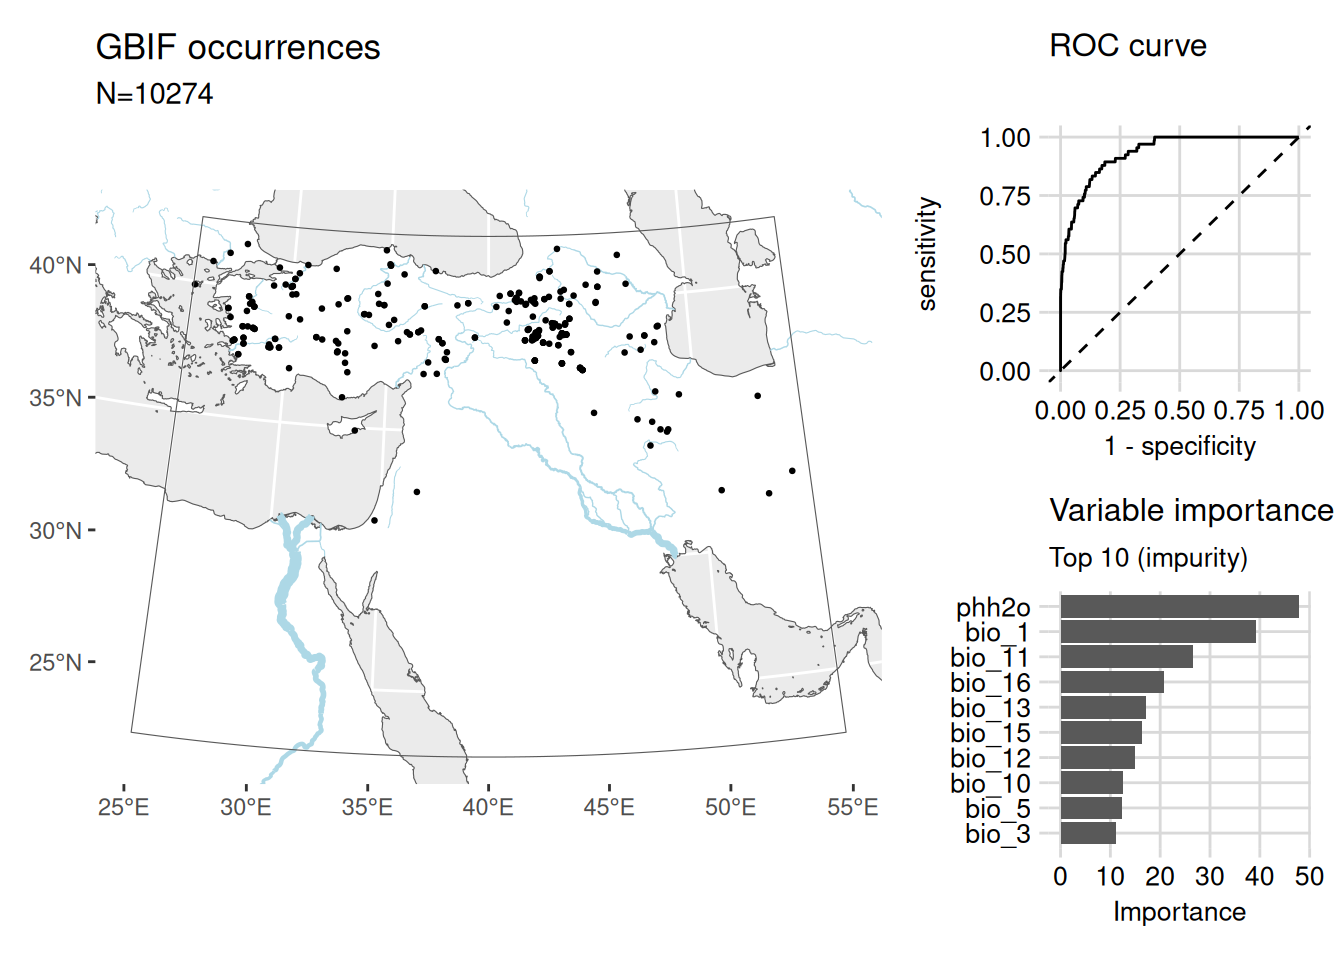 GBIF occurrences
N=10274
40°N
35°N
30°N
25°N
25°E 30°E 35°E 40°E 45°E 50°E 55°E
ROC curve
sensitivity
1.00
0.75
0.50
0.25
0.00
0.00 0.25 0.50 0.75 1.00
1 - specificity
Variable importance
Top 10 (impurity)
phh2o
bio_1
bio_11
bio_16
bio_13
bio_15
bio_12
bio_10
bio_5
bio_3
0 10 20 30 40 50
Importance